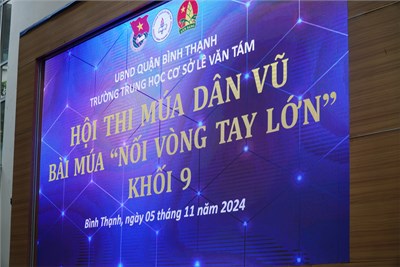 UBND QUẬN BÌNH THẠNH
TRƯỜNG TRUNG HỌC CƠ SỞ LÊ VĂN TÁM
HỘI THI MÚA DÂN VŨ
BÀI MÚA “NỐI VÒNG TAY LỚN”
KHỐI 9
Bình Thạnh, ngày 05 tháng 11 năm 2024